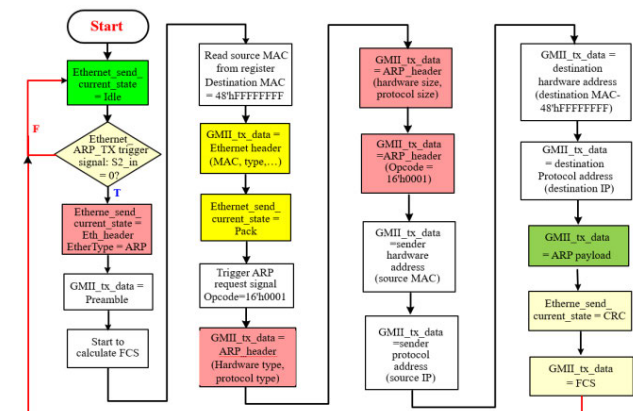 Start
Ethernet_send_
current_state
= Idle
F
Ethernet_
ARP_TX trigger
signal: S2_in
= 0?
T
Etherne_send_
current_state =
Eth_header
EtherType = ARP
GMII_tx_data =
Preamble
Start to
calculate FCS
Read source MAC
from register
Destination MAC
= 48'hFFFFFFFF
GMII_tx_data =
Ethernet header
(MAC, type,…)
Ethernet_send_
current_state =
Pack
Trigger ARP
request signal
Opcode=16'h0001
GMII_tx_data =
ARP_header
(Hardware type,
protocol type)
GMII_tx_data
= ARP_header
(hardware size,
protocol size)
GMII_tx_data
=ARP_header
(Opcode =
16'h0001)
GMII_tx_data
=sender
hardware
address
(source MAC)
GMII_tx_data
=sender
protocol
address
(source IP)
GMII_tx_data =
destination
hardware address
(destination MAC-
48'hFFFFFFFF)
GMII_tx_data
= destination
Protocol address
(destination IP)
GMII_tx_data
= ARP payload
Etherne_send_
current_state = CRC
GMII_tx_data
= FCS